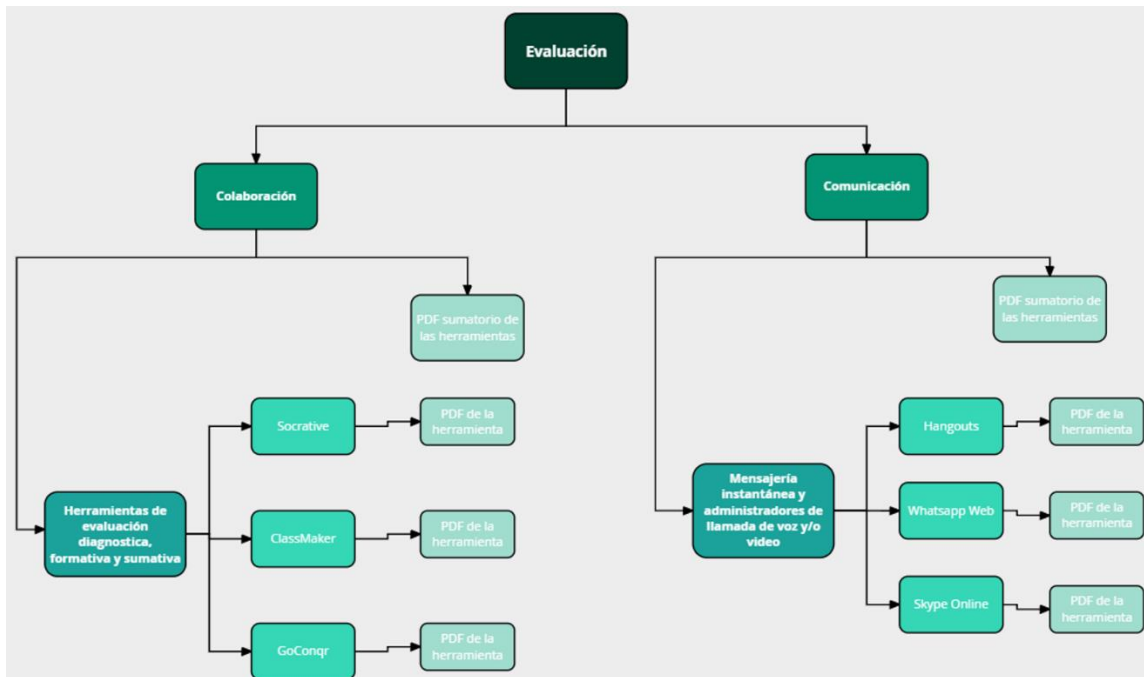 Evaluación
Colaboración
Comunicación
PDF sumatorio de
las herramientas
PDF sumatorio de
las herramientas
Socrative
PDF de la
herramienta
Herramientas de
evaluación
diagnostica,
formativa y sumativa
ClassMaker
PDF de la
herramienta
GoConqr
PDF de la
herramienta
Mensajería
instantánea y
administradores de
llamada de voz y/o
video
Hangouts
PDF de la
herramienta
Whatsapp Web
PDF de la
herramienta
Skype Online
PDF de la
herramienta